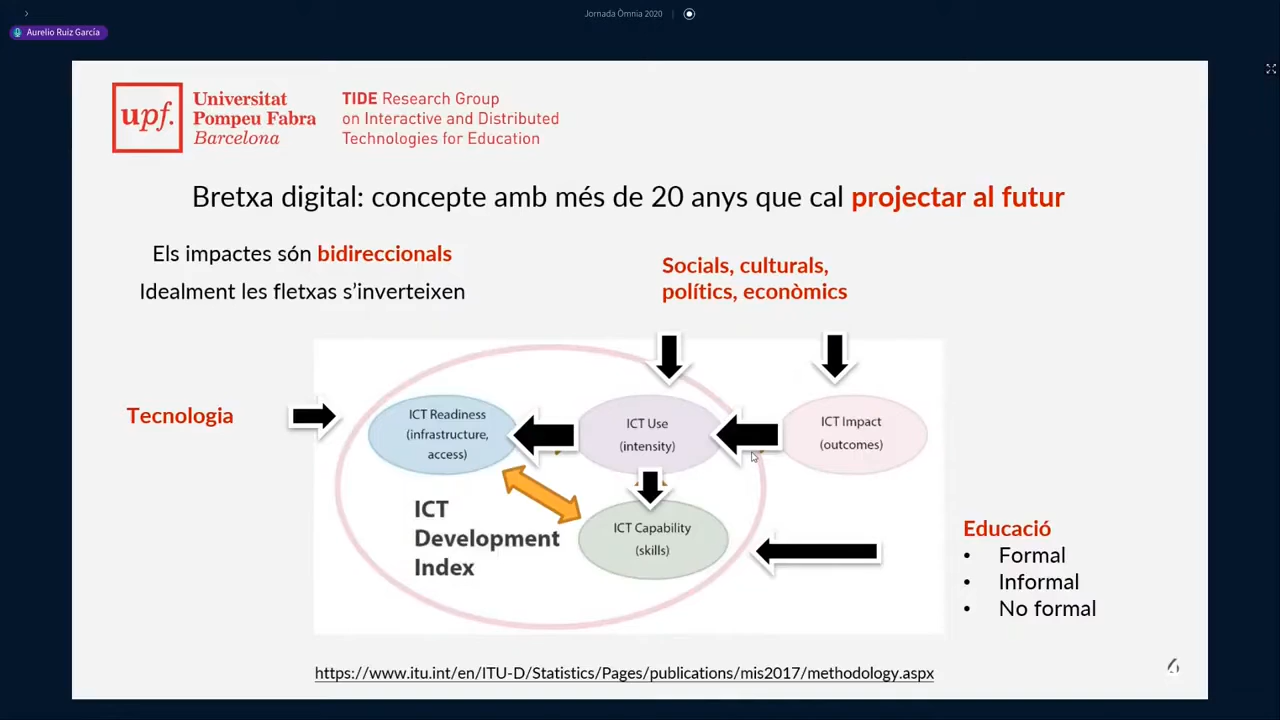 Jornada Òmnia 2020
Aurelio Ruiz García
upf.
Universitat
Pompeu Fabra
Barcelona
TIDE Research Group
on Interactive and Distributed
Technologies for Education
Bretxa digital: concepte amb més de 20 anys que cal projectar al futur
Els impactes són bidireccionals
Idealment les fletxas s'inverteixen
Socials, culturals,
polítics, econòmics
Tecnologia
ICT Readiness
(infrastructure,
access)
ICT Use
(intensity)
ICT Impact
(outcomes)
ICT Capability
(skills)
ICT
Development
Index
Educació
• Formal
• Informal
• No formal
https://www.itu.int/en/ITU-D/Statistics/Pages/publications/mis2017/methodology.aspx
6